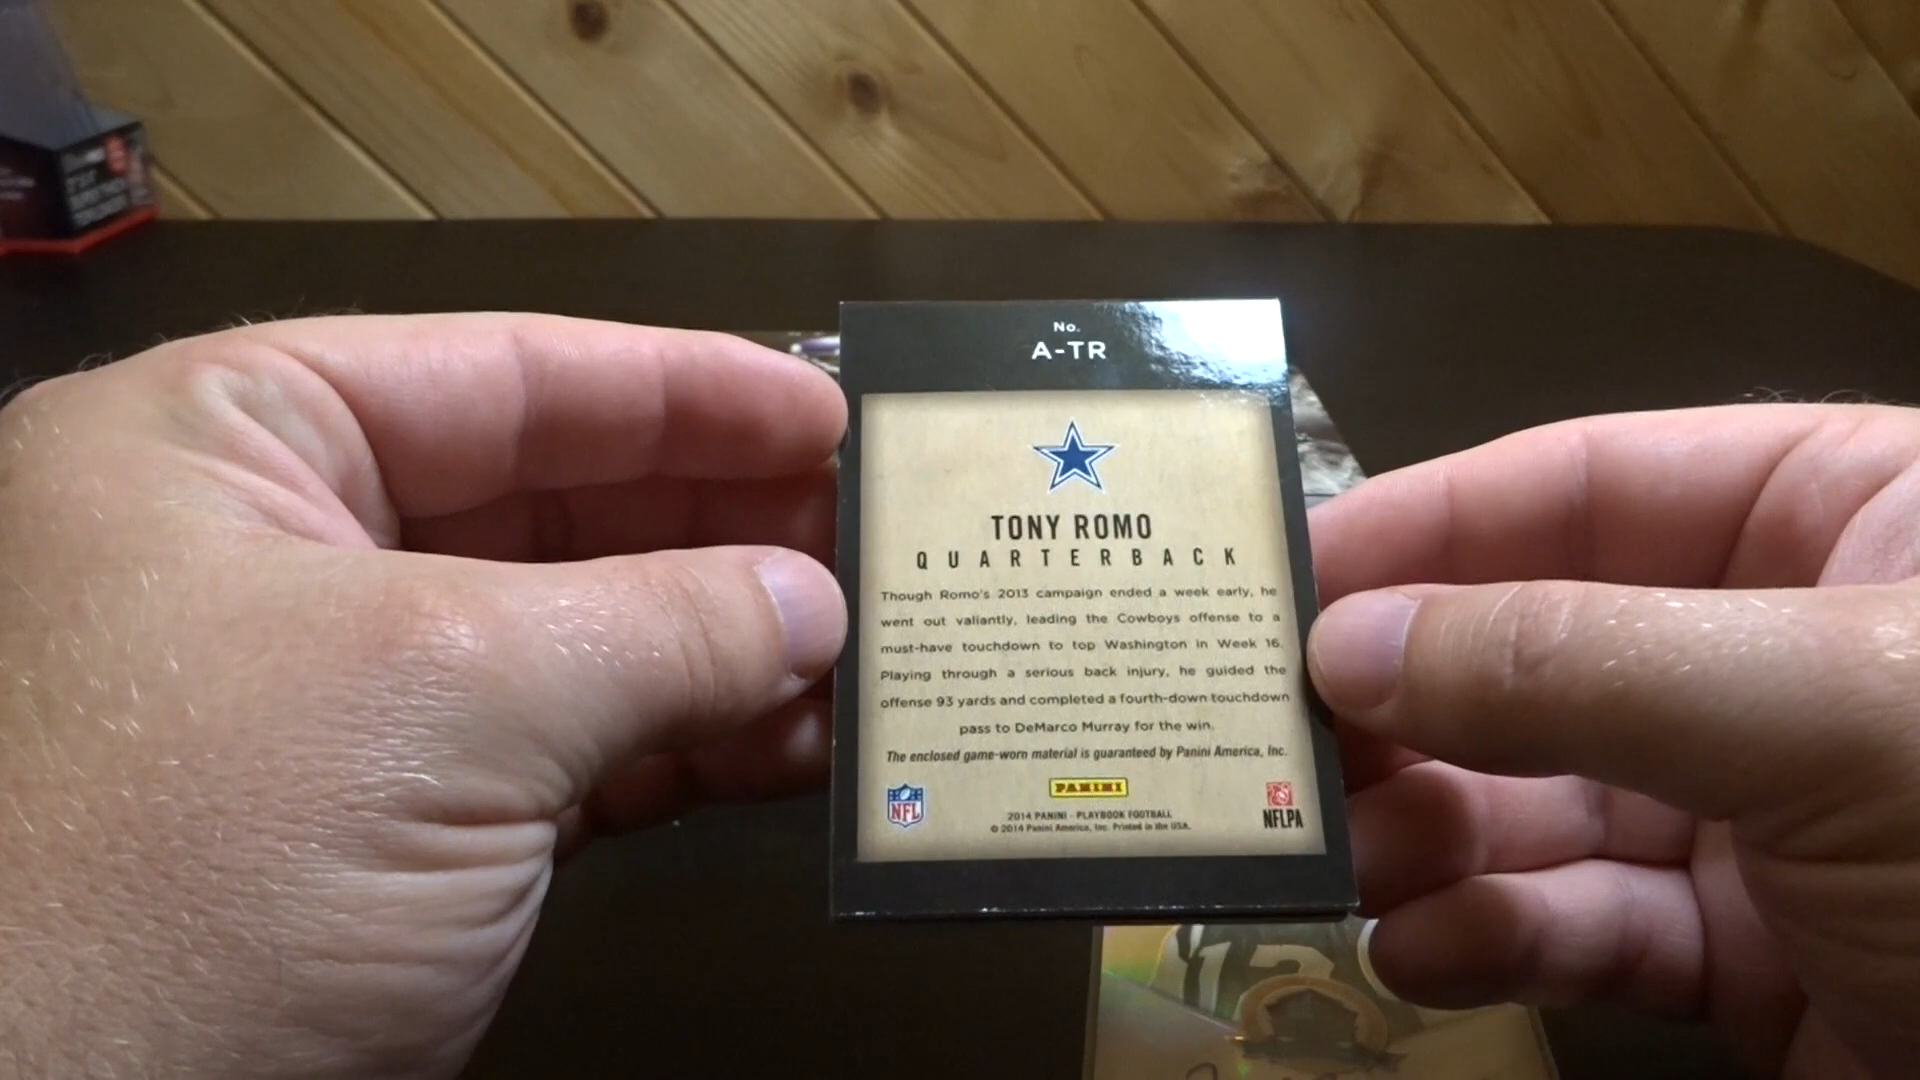 No.
A-TR
TONY ROMO
QUARTERBACK
Though Romo's 2013 campaign ended a week early, he
went out valiantly, leading the Cowboys offense to a
must-have touchdown to top Washington in Week 16.
Playing through a serious back injury, he guided the
offense 93 yards and completed a fourth-down touchdown
pass to DeMarco Murray for the win.
The enclosed game-worn material is guaranteed by Panini America, Inc.
NFL
PANINI
NFLPA
2014 PANINI - PLAYBOOK FOOTBALL
© 2014 Panini America, Inc. Printed in the USA.
12